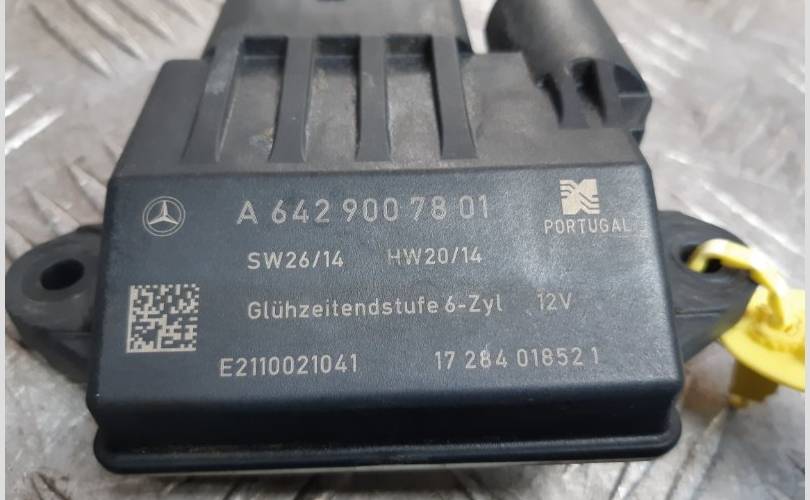 A 642 900 78 01
PORTUGAL
SW26/14 HW20/14
Glühzeitendstufe 6-Zyl 12V
E2110021041 17 284 018521